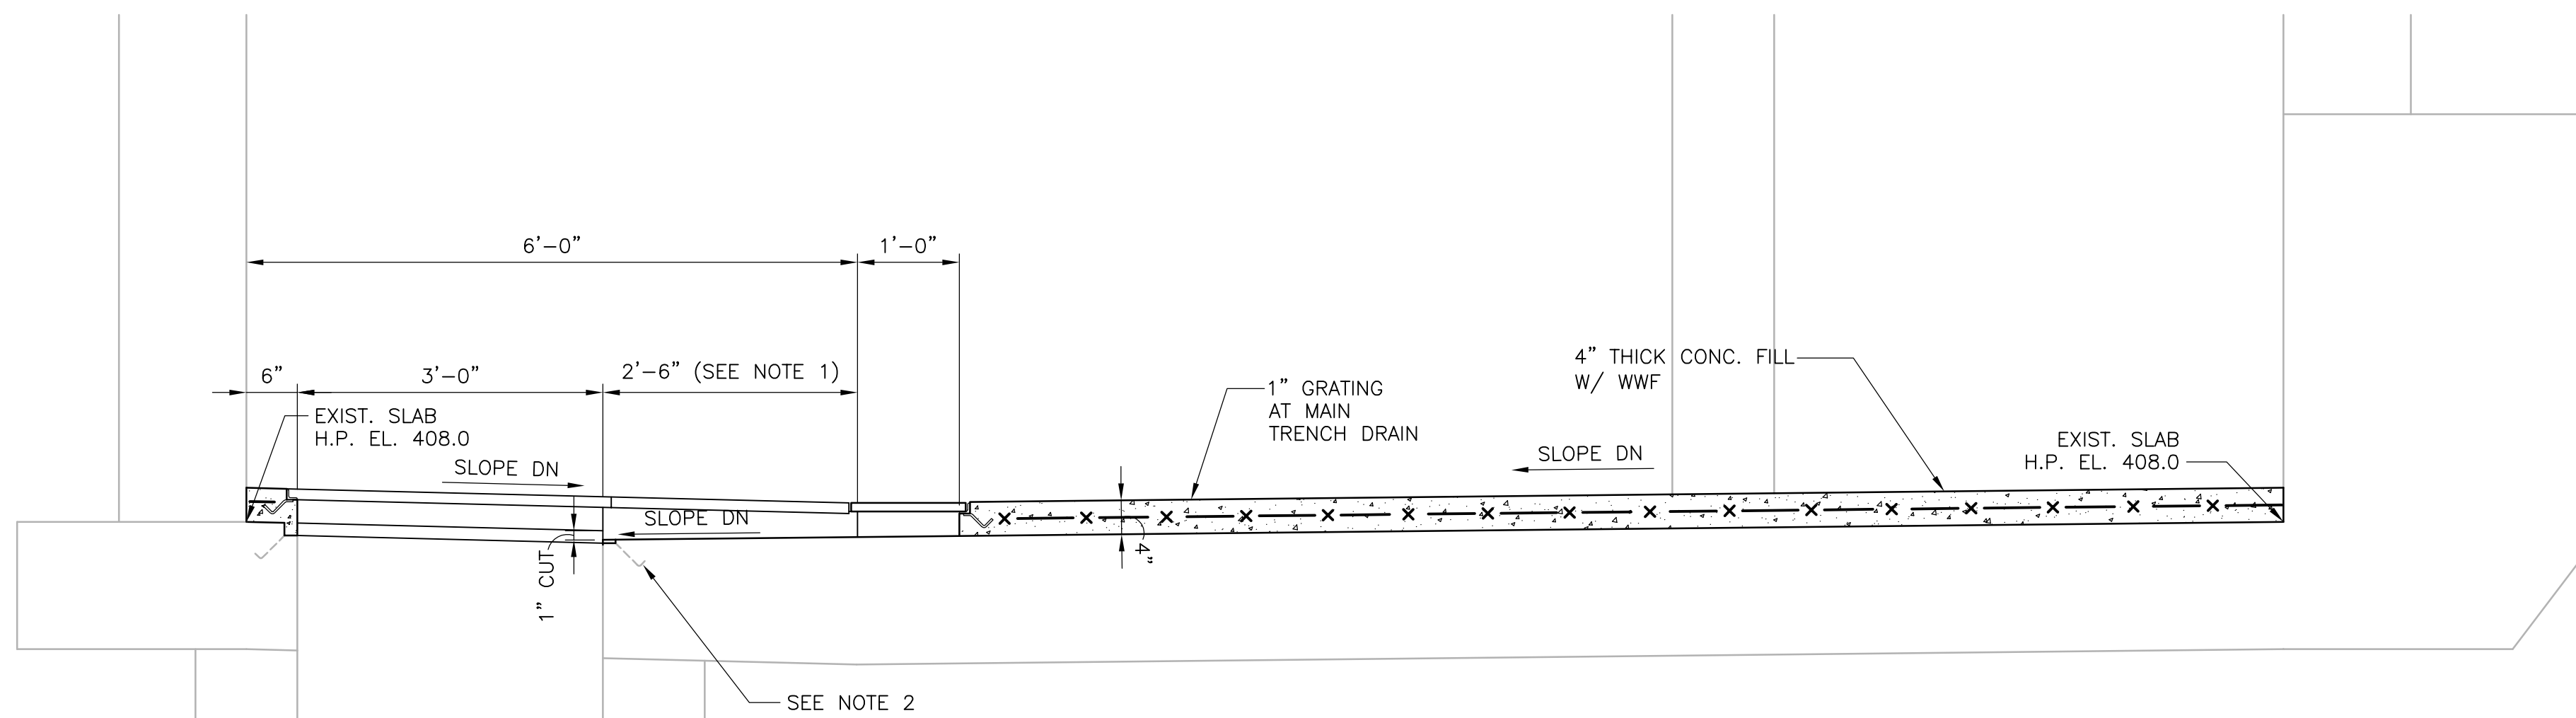 6'-0"
1'-0"
6"
3'-0"
2'-6" (SEE NOTE 1)
EXIST. SLAB
H.P. EL. 408.0
SLOPE DN
SLOPE DN
1" CUT
SEE NOTE 2
4"
1" GRATING
AT MAIN
TRENCH DRAIN
SLOPE DN
4" THICK CONC. FILL
W/ WWF
EXIST. SLAB
H.P. EL. 408.0